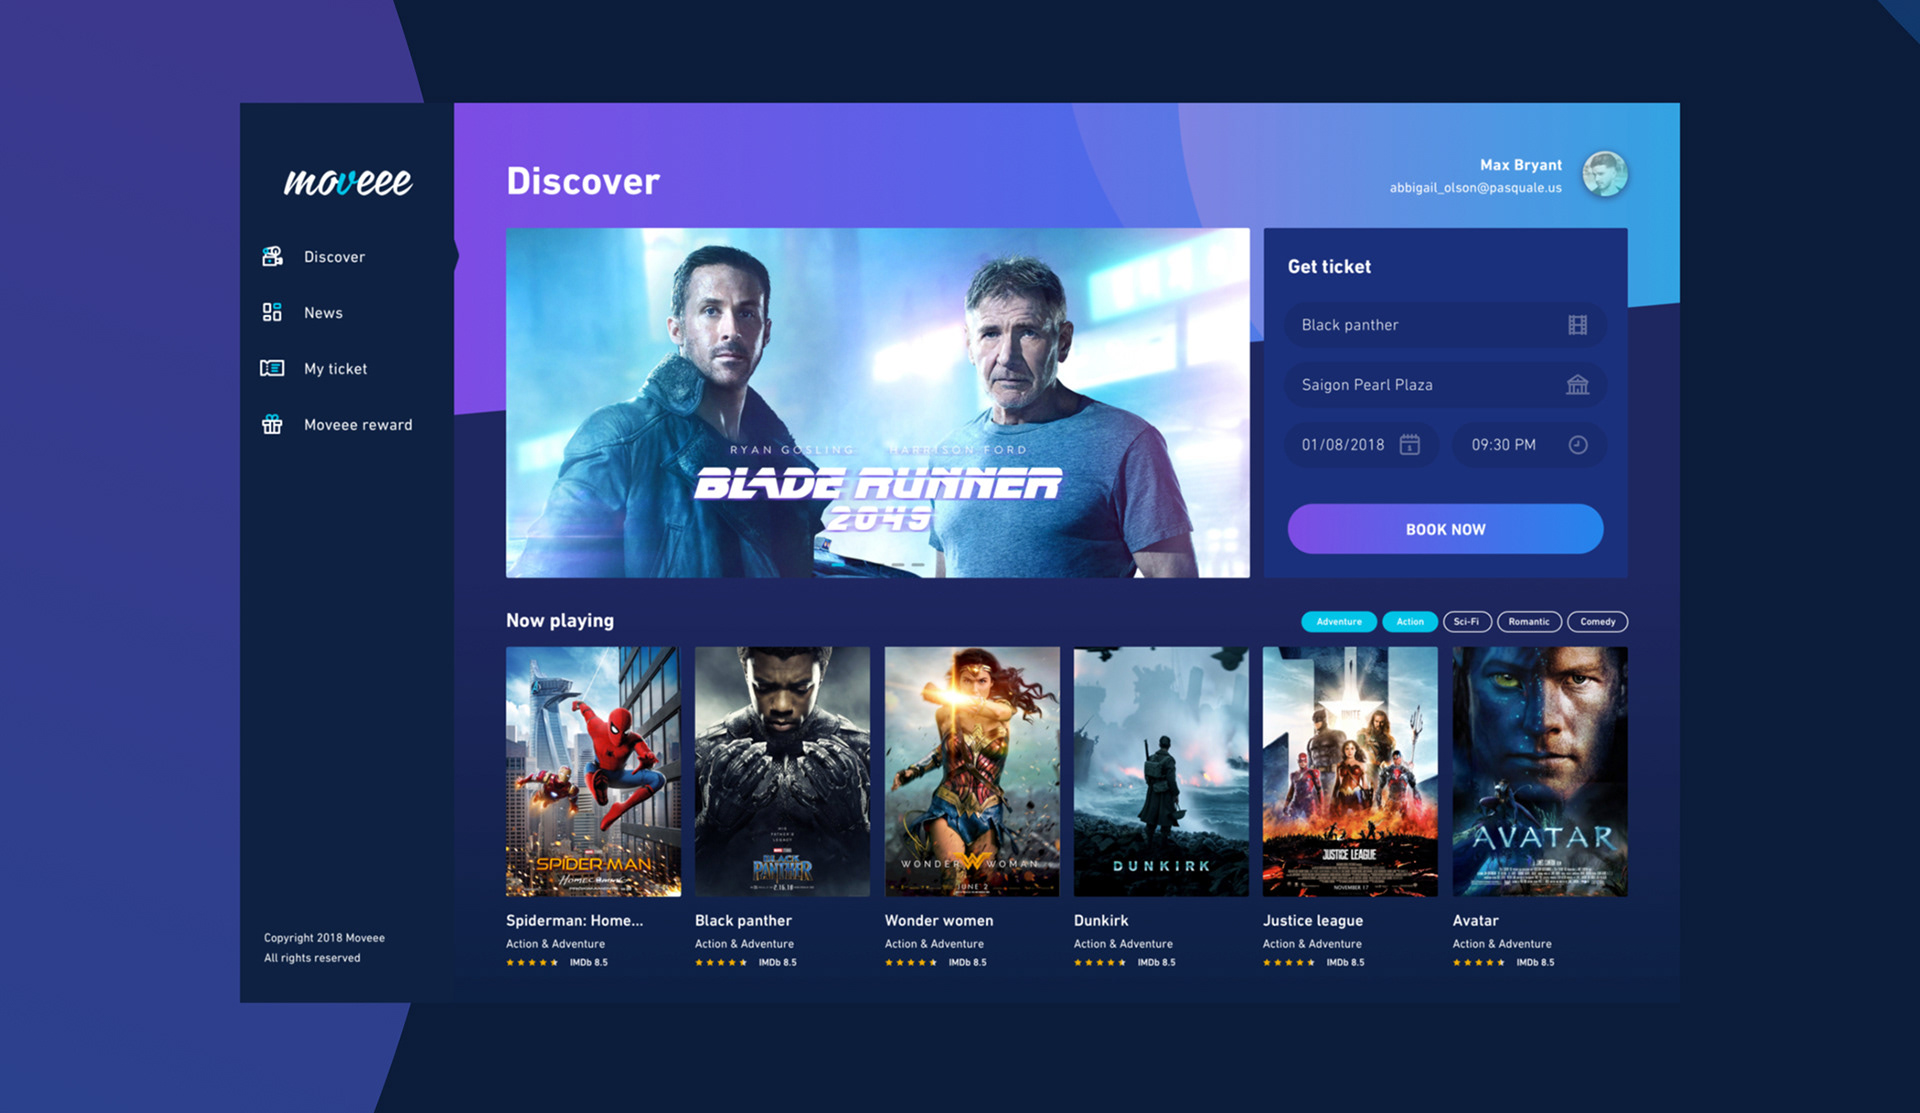 moveee
Discover
News
My ticket
Moveee reward
Copyright 2018 Moveee
All rights reserved
Discover
Max Bryant
abbigail_olson@pasquale.us
RYAN GOSLING HARRISON FORD
BLADE RUNNER
2049
Get ticket
Black panther
Saigon Pearl Plaza
01/08/2018
09:30 PM
BOOK NOW
Now playing
Adventure
Action
Sci-Fi
Romantic
Comedy
SPIDER-MAN
HOMECOMING
HIS
FATHER'S
LEGACY
BLACK
PANTHER
2.16.18
WONDER WOMAN
JUNE 2
DUNKIRK
UNITE
JUSTICE LEAGUE
NOVEMBER 17
AVATAR
Spiderman: Home...
Action & Adventure
IMDb 8.5
Black panther
Action & Adventure
IMDb 8.5
Wonder women
Action & Adventure
IMDb 8.5
Dunkirk
Action & Adventure
IMDb 8.5
Justice league
Action & Adventure
IMDb 8.5
Avatar
Action & Adventure
IMDb 8.5